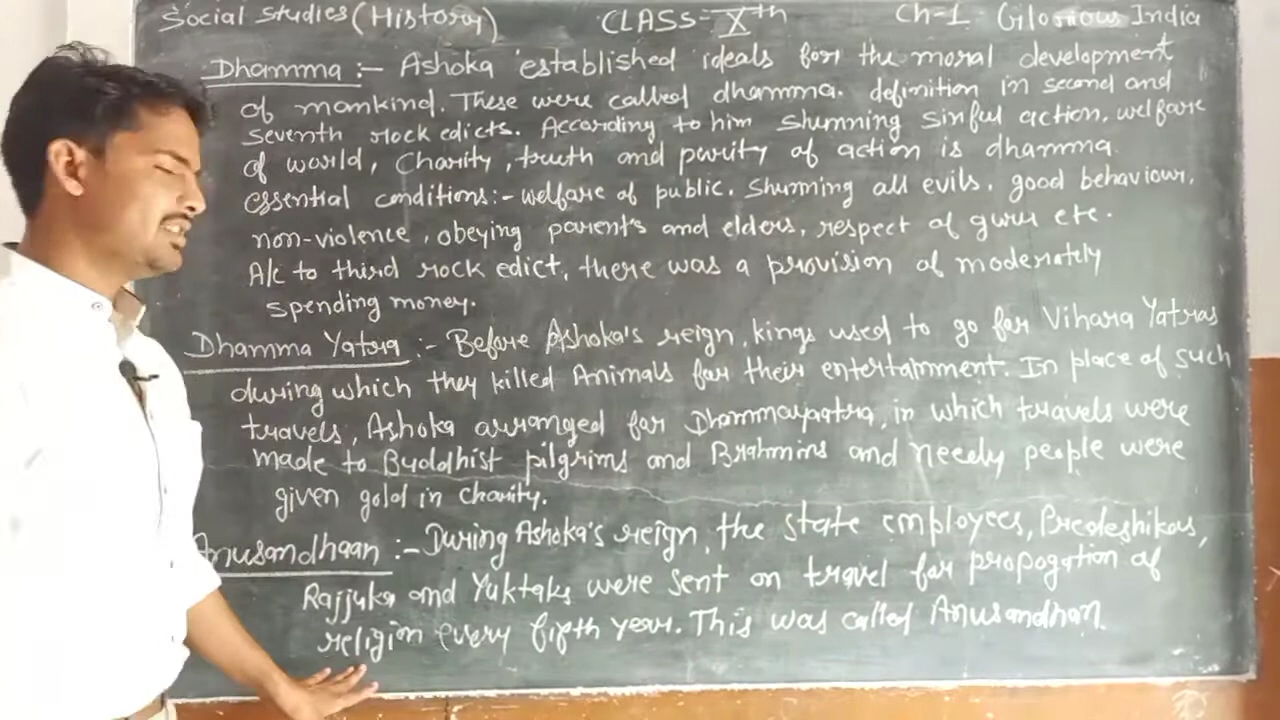 Social Studies (History) CLASS-Xth Ch-1 Glorious India
Dhamma :- Ashoka established ideals for the moral development
of mankind. These were called dhamma. definition in second and
seventh rock edicts. According to him shunning sinful action, welfare
of world, Charity, truth and purity of action is dhamma.
essential conditions:- welfare of public. Shunning all evils. good behaviour,
non-violence, obeying parent's and elders, respect of guru etc.
A/c to third rock edict, there was a provision of moderately
spending money.
Dhamma Yatra :- Before Ashoka's reign, kings used to go for Vihara Yatras
during which they killed Animals for their entertainment. In place of such
travels, Ashoka arranged for Dhammayaatra, in which travels were
made to Buddhist pilgrims and Brahmins and needy people were
given gold in charity.
Anusandhaan :- During Ashoka's reign, the state employees, Predeshikas,
Rajjuka and Yuktaks were sent on travel for propogation of
religion every fifth year. This was called Anusandhan.